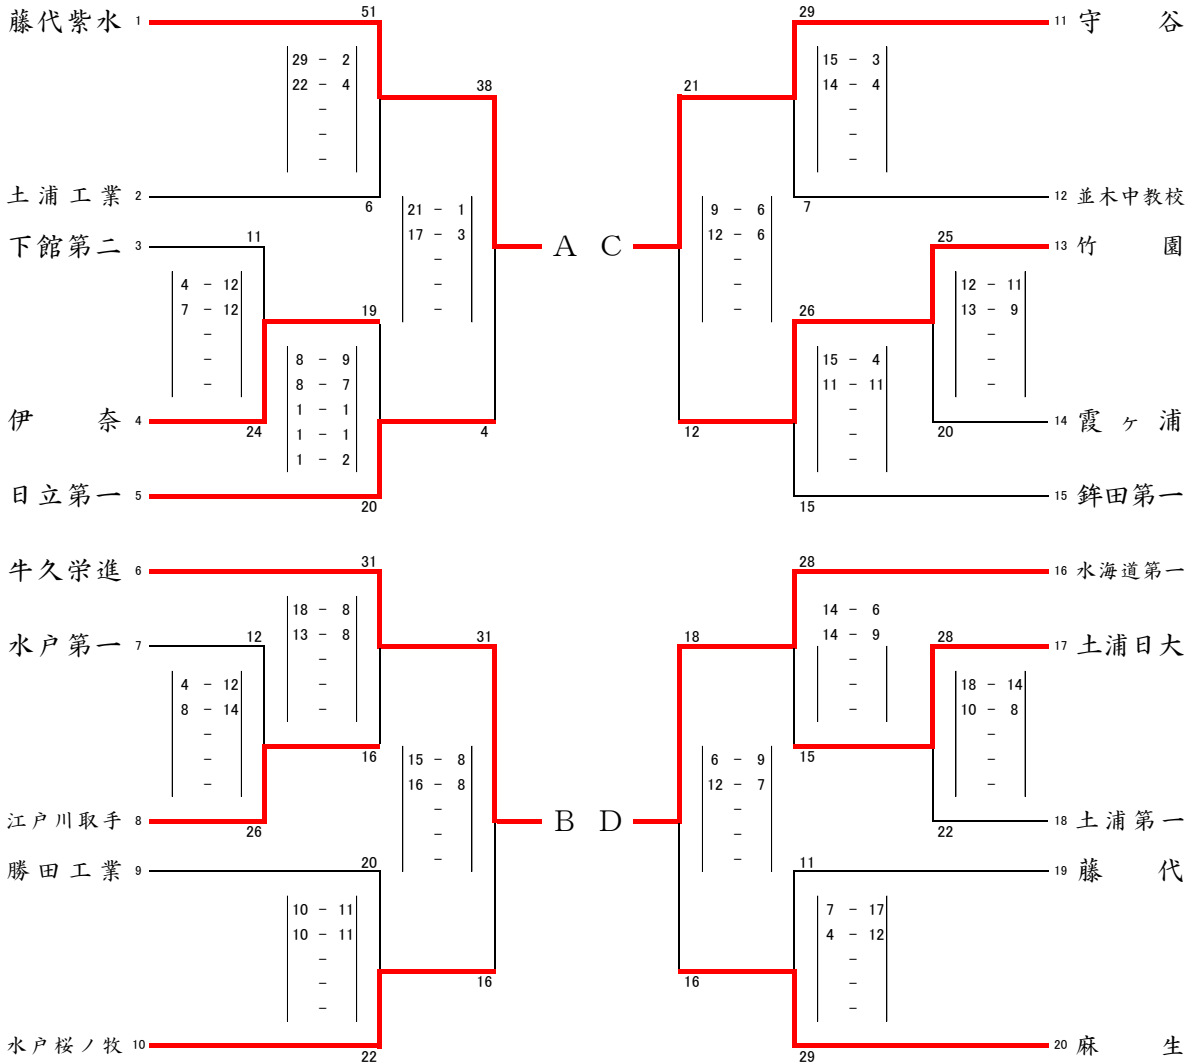 藤代紫水 1
51
29 - 2
22 - 4
-
-
-
38
土浦工業 2
6
下館第二 3
11
4 - 12
7 - 12
-
-
-
21 - 1
17 - 3
-
-
-
A
19
8 - 9
8 - 7
1 - 1
1 - 1
1 - 2
伊奈 4
24
4
日立第一 5
20
牛久栄進 6
31
18 - 8
13 - 8
-
-
-
水戸第一 7
12
31
4 - 12
8 - 14
-
-
-
16
15 - 8
16 - 8
-
-
-
江戸川取手 8
26
B
勝田工業 9
20
10 - 11
10 - 11
-
-
-
16
水戸桜ノ牧 10
22
29
11 守谷
15 - 3
14 - 4
-
-
-
21
12 並木中教校
7
9 - 6
12 - 6
-
-
-
C
25
13 竹園
12 - 11
13 - 9
-
-
-
26
15 - 4
11 - 11
-
-
-
12
20
14 霞ヶ浦
15
15 鉾田第一
28
16 水海道第一
14 - 6
14 - 9
-
-
-
18
28
17 土浦日大
18 - 14
10 - 8
-
-
-
15
6 - 9
12 - 7
-
-
-
D
22
18 土浦第一
11
19 藤代
7 - 17
4 - 12
-
-
-
16
29
20 麻生